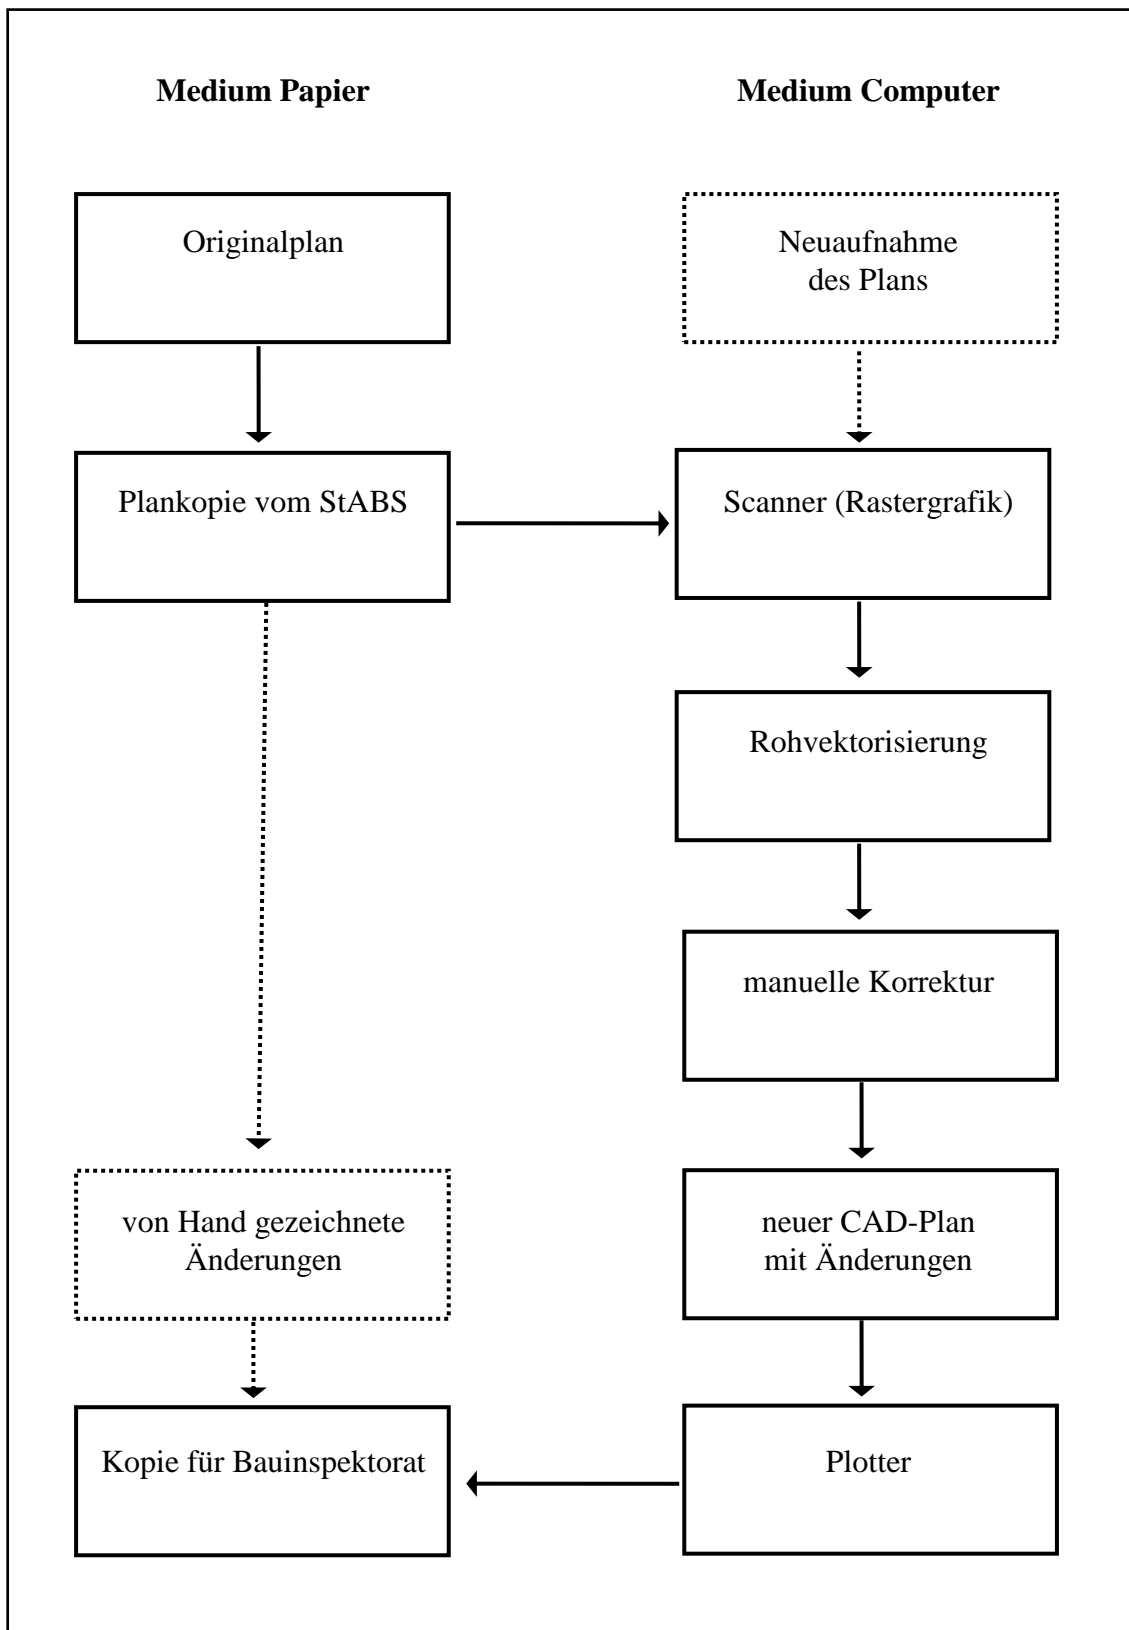 Medium Papier
Medium Computer
Originalplan
Neuaufnahme
des Plans
Plankopie vom StABS
Scanner (Rastergrafik)
Rohvektorisierung
manuelle Korrektur
von Hand gezeichnete
Änderungen
neuer CAD-Plan
mit Änderungen
Kopie für Bauinspektorat
Plotter